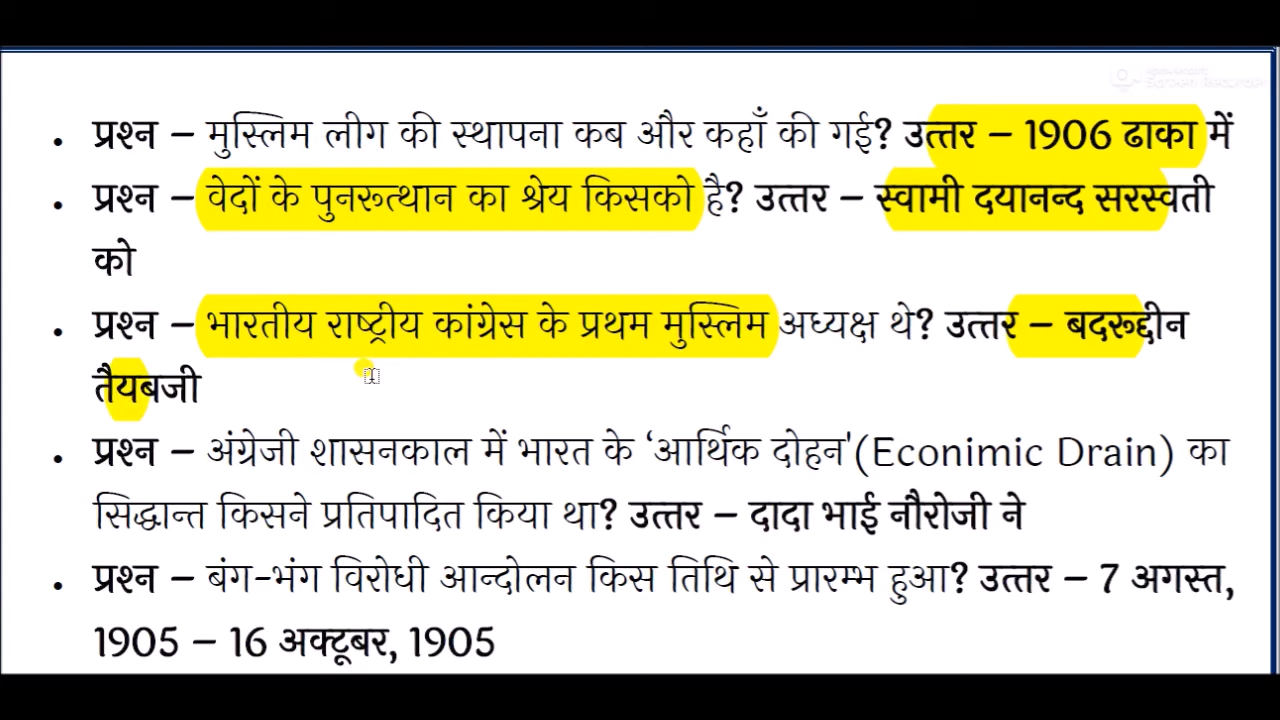 Screen Recorder
• प्रश्न – मुस्लिम लीग की स्थापना कब और कहाँ की गई? उत्तर – 1906 ढाका में
• प्रश्न – वेदों के पुनरूत्थान का श्रेय किसको है? उत्तर – स्वामी दयानन्द सरस्वती
को
• प्रश्न – भारतीय राष्ट्रीय कांग्रेस के प्रथम मुस्लिम अध्यक्ष थे? उत्तर – बदरूद्दीन
तैयबजी
• प्रश्न – अंग्रेजी शासनकाल में भारत के ‘आर्थिक दोहन'(Econimic Drain) का
सिद्धान्त किसने प्रतिपादित किया था? उत्तर – दादा भाई नौरोजी ने
• प्रश्न – बंग-भंग विरोधी आन्दोलन किस तिथि से प्रारम्भ हुआ? उत्तर – 7 अगस्त,
1905 – 16 अक्टूबर, 1905